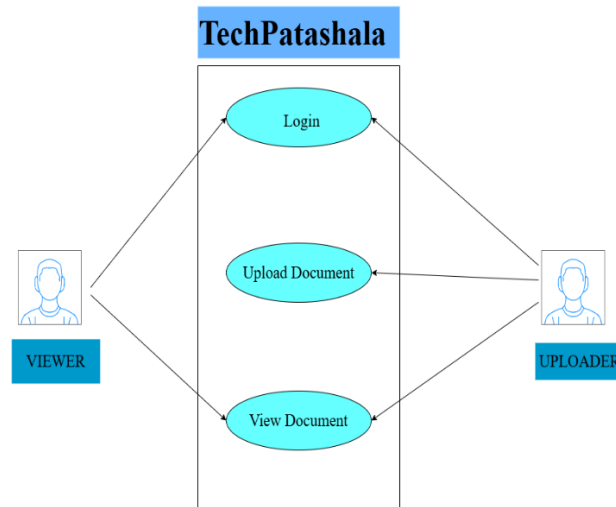 TechPatashala
Login
Upload Document
VIEWER
UPLOADER
View Document